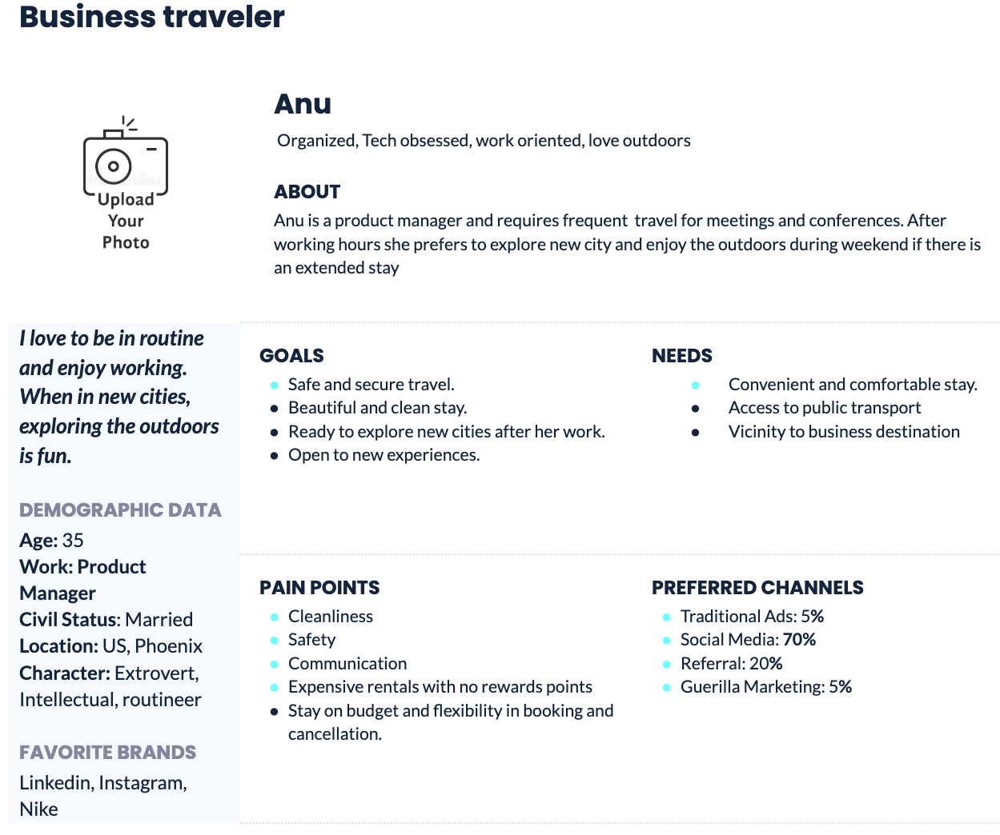 Business traveler
Upload
Your
Photo
Anu
Organized, Tech obsessed, work oriented, love outdoors
ABOUT
Anu is a product manager and requires frequent  travel for meetings and conferences. After
working hours she prefers to explore new city and enjoy the outdoors during weekend if there is
an extended stay
I love to be in routine
and enjoy working.
When in new cities,
exploring the outdoors
is fun.
DEMOGRAPHIC DATA
Age: 35
Work: Product
Manager
Civil Status: Married
Location: US, Phoenix
Character: Extrovert,
Intellectual, routineer
FAVORITE BRANDS
Linkedin, Instagram,
Nike
GOALS
• Safe and secure travel.
• Beautiful and clean stay.
• Ready to explore new cities after her work.
• Open to new experiences.
NEEDS
• Convenient and comfortable stay.
• Access to public transport
• Vicinity to business destination
PAIN POINTS
• Cleanliness
• Safety
• Communication
• Expensive rentals with no rewards points
• Stay on budget and flexibility in booking and
cancellation.
PREFERRED CHANNELS
• Traditional Ads: 5%
• Social Media: 70%
• Referral: 20%
• Guerilla Marketing: 5%